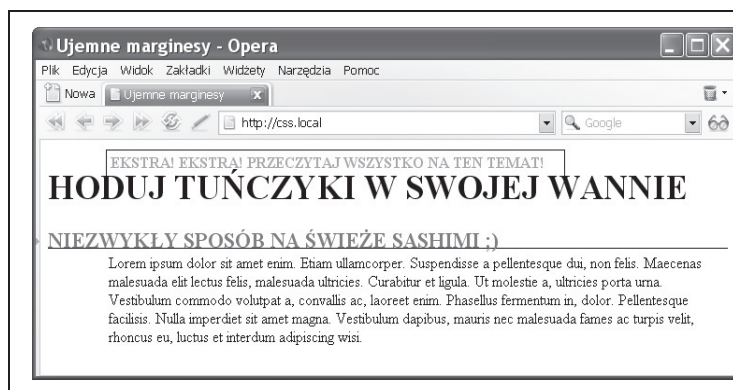 Ujemne marginesy - Opera
Plik Edycja Widok Zakładki Widżety Narzędzia Pomoc
Nowa Ujemne marginesy
http://css.local Google
EKSTRA! EKSTRA! PRZECZYTAJ WSZYSTKO NA TEN TEMAT!
HODUJ TUŃCZYKI W SWOJEJ WANNIE
NIEZWYKŁY SPOSÓB NA ŚWIEŻE SASHIMI ;)
Lorem ipsum dolor sit amet enim. Etiam ullamcorper. Suspendisse a pellentesque dui, non felis. Maecenas
malesuada elit lectus felis, malesuada ultricies. Curabitur et ligula. Ut molestie a, ultricies porta urna.
Vestibulum commodo volutpat a, convallis ac, laoreet enim. Phasellus fermentum in, dolor. Pellentesque
facilisis. Nulla imperdiet sit amet magna. Vestibulum dapibus, mauris nec malesuada fames ac turpis velit,
rhoncus eu, luctus et interdum adipiscing wisi.